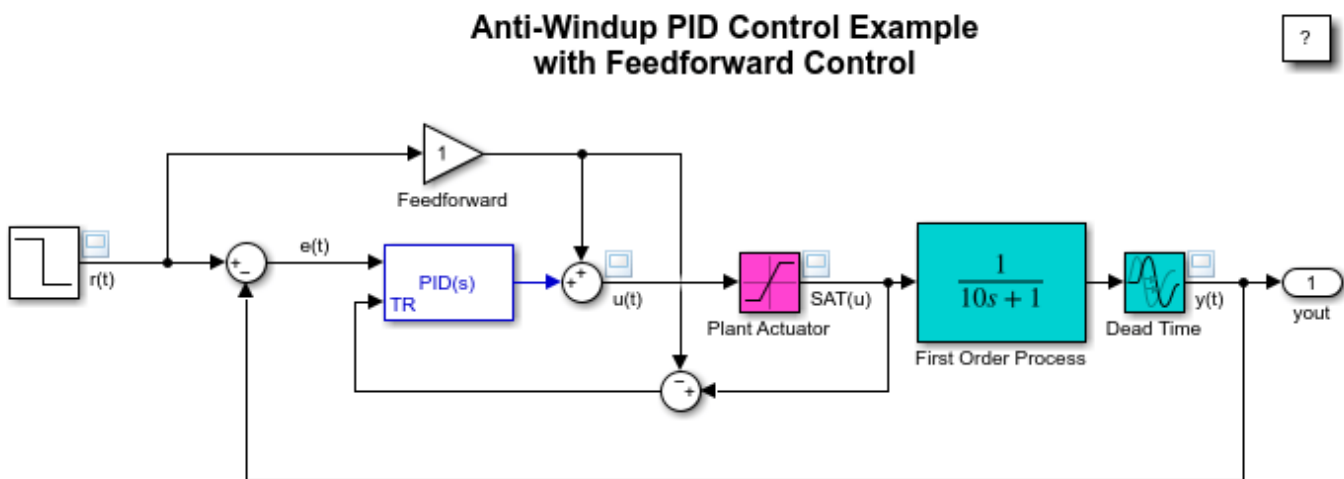 Anti-Windup PID Control Example
with Feedforward Control
?
1
Feedforward
r(t)
+
−
e(t)
PID(s)
TR
+
+
u(t)
Plant Actuator
SAT(u)
1
10s + 1
First Order Process
Dead Time
y(t)
1
yout
−
+